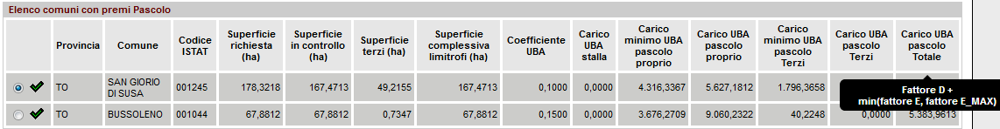 Elenco comuni con premi Pascolo
Provincia Comune Codice ISTAT Superficie richiesta (ha) Superficie in controllo (ha) Superficie terzi (ha) Superficie complessiva limitrofi (ha) Coefficiente UBA Carico UBA stalla Carico minimo UBA pascolo proprio Carico UBA pascolo proprio Carico minimo UBA pascolo Terzi Carico UBA pascolo Terzi Carico UBA pascolo Totale
TO SAN GIORIO DI SUSA 001245 178,3218 167,4713 49,2155 167,4713 0,1000 0,0000 4.316,3367 5.627,1812 1.796,3658
Fattore D +
min(fattore E, fattore E_MAX)
TO BUSSOLENO 001044 67,8812 67,8812 0,7347 67,8812 0,1500 0,0000 3.676,2709 9.060,2322 40,2248 0,0000 5.383,9613